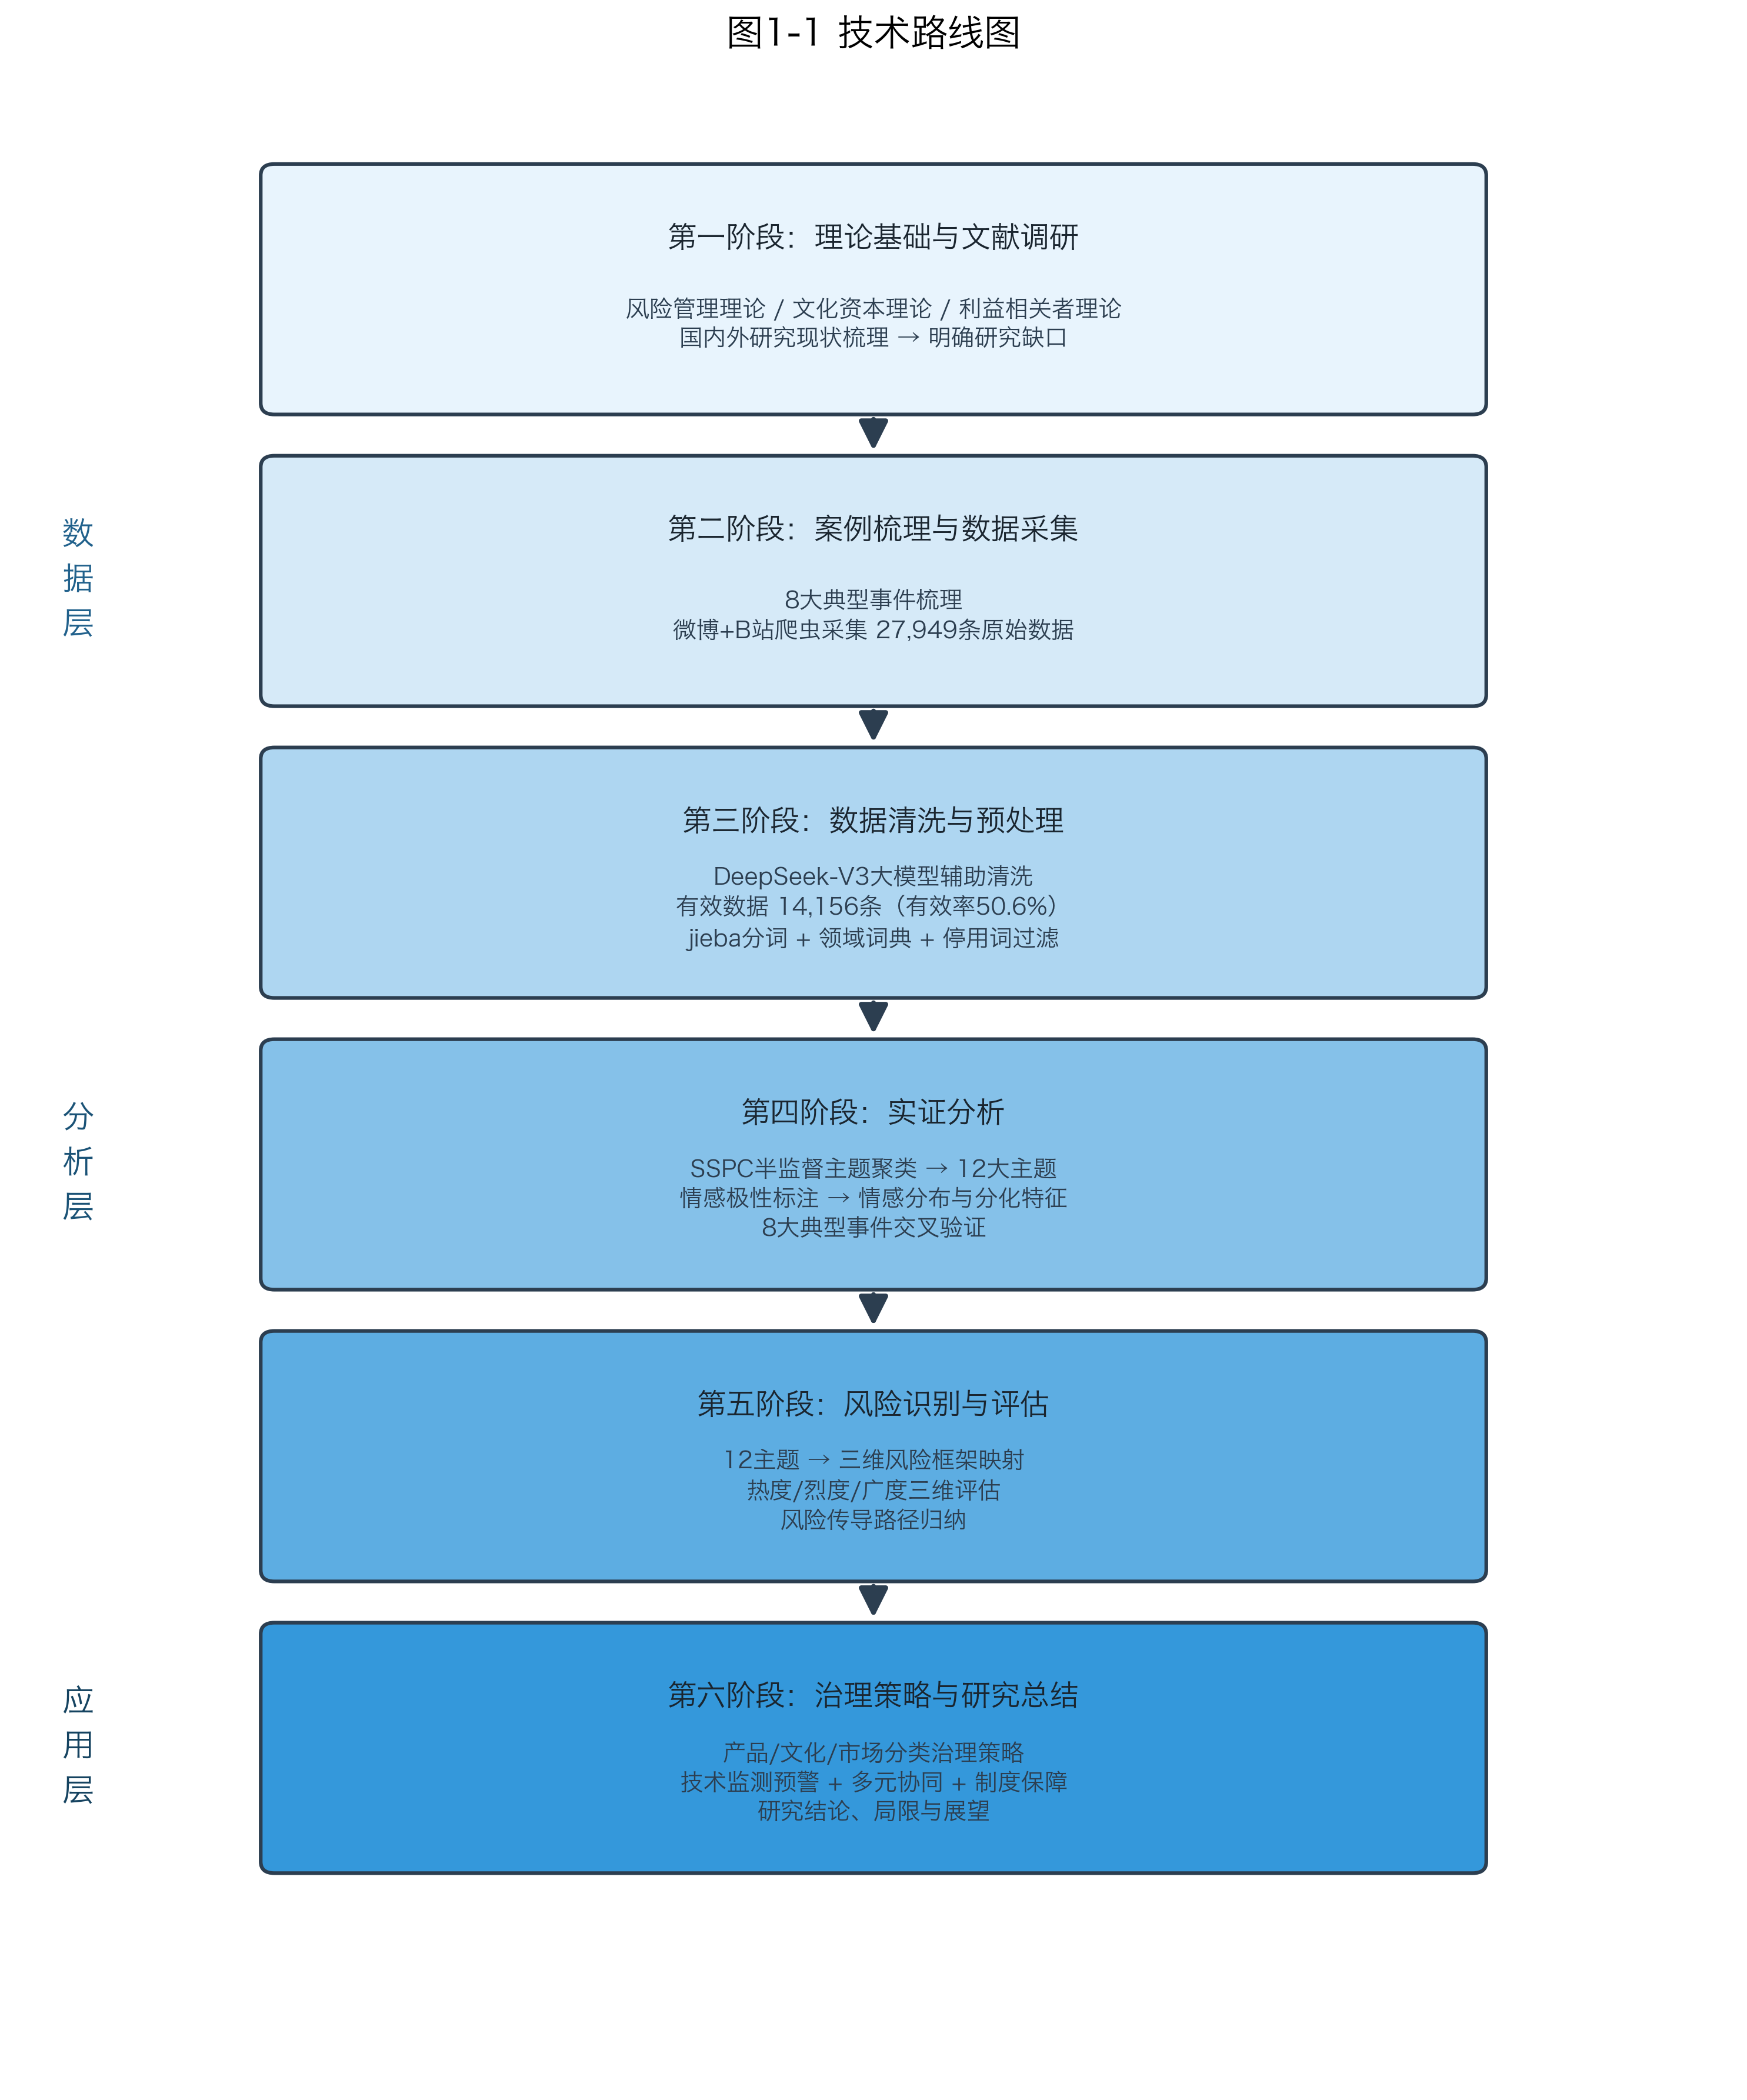 图1-1 技术路线图
第一阶段：理论基础与文献调研
风险管理理论 / 文化资本理论 / 利益相关者理论
国内外研究现状梳理 → 明确研究缺口
数
据
层
第二阶段：案例梳理与数据采集
8大典型事件梳理
微博+B站爬虫采集 27,949条原始数据
第三阶段：数据清洗与预处理
DeepSeek-V3大模型辅助清洗
有效数据 14,156条（有效率50.6%）
jieba分词 + 领域词典 + 停用词过滤
分
析
层
第四阶段：实证分析
SSPC半监督主题聚类 → 12大主题
情感极性标注 → 情感分布与分化特征
8大典型事件交叉验证
第五阶段：风险识别与评估
12主题 → 三维风险框架映射
热度/烈度/广度三维评估
风险传导路径归纳
应
用
层
第六阶段：治理策略与研究总结
产品/文化/市场分类治理策略
技术监测预警 + 多元协同 + 制度保障
研究结论、局限与展望